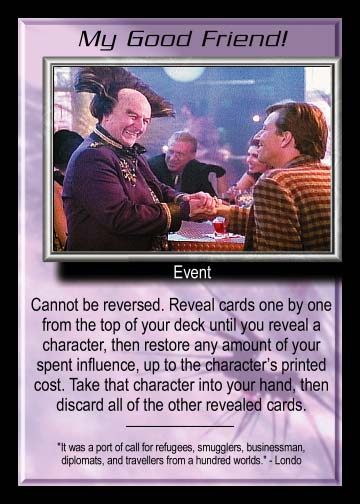 My Good Friend!
Event
Cannot be reversed. Reveal cards one by one
from the top of your deck until you reveal a
character, then restore any amount of your
spent influence, up to the character's printed
cost. Take that character into your hand, then
discard all of the other revealed cards.
"It was a port of call for refugees, smugglers, businessman,
diplomats, and travellers from a hundred worlds." - Londo